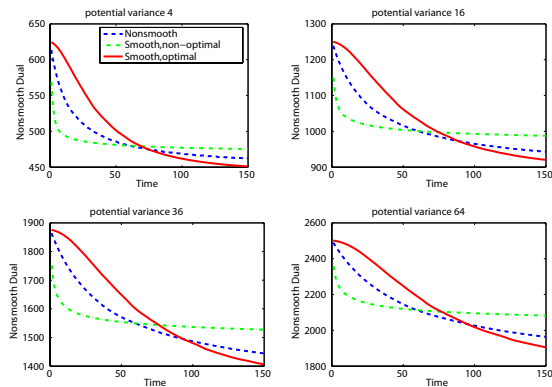 potential variance 4
650
600
550
500
450
Nonsmooth Dual
Nonsmooth
Smooth,non-optimal
Smooth,optimal
0
50
100
150
Time
potential variance 16
1300
1200
1100
1000
900
Nonsmooth Dual
0
50
100
150
Time
potential variance 36
1900
1800
1700
1600
1500
1400
Nonsmooth Dual
0
50
100
150
Time
potential variance 64
2600
2400
2200
2000
1800
Nonsmooth Dual
0
50
100
150
Time